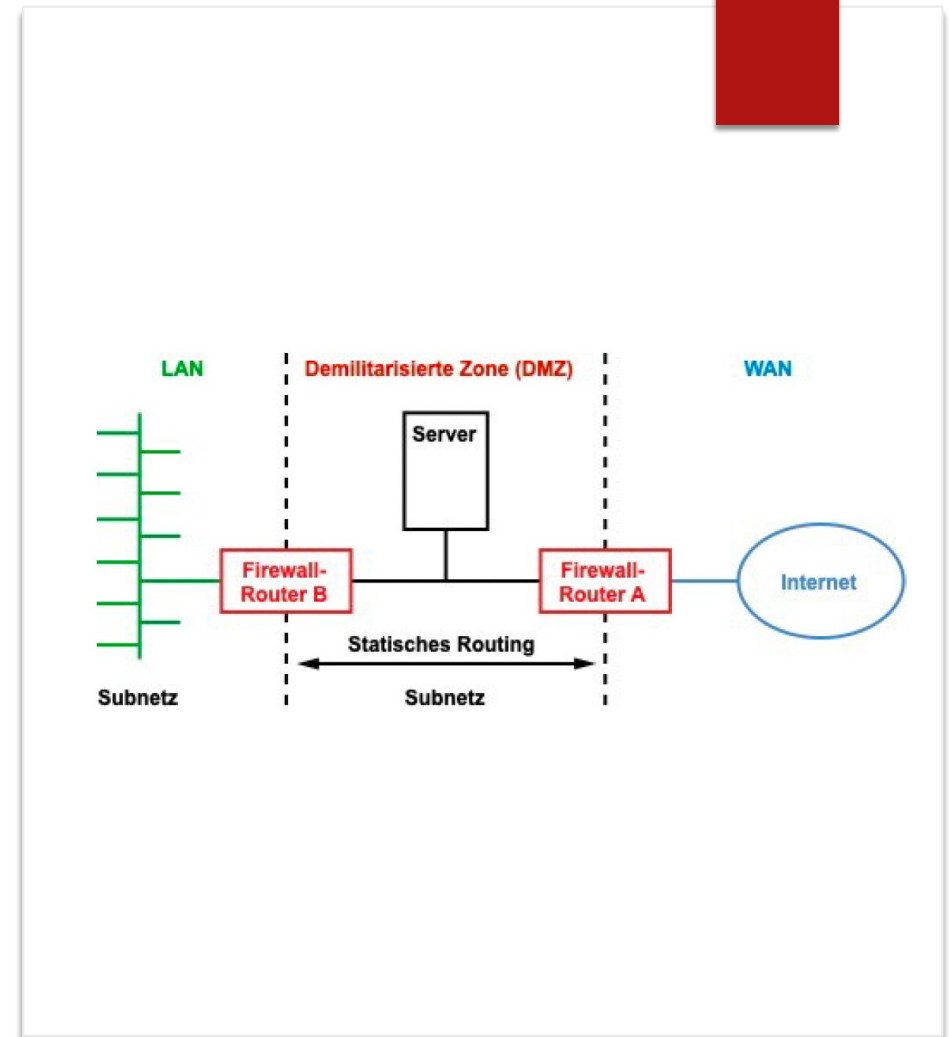 LAN
Demilitarisierte Zone (DMZ)
WAN
Server
Firewall-
Router B
Firewall-
Router A
Internet
Statisches Routing
Subnetz
Subnetz